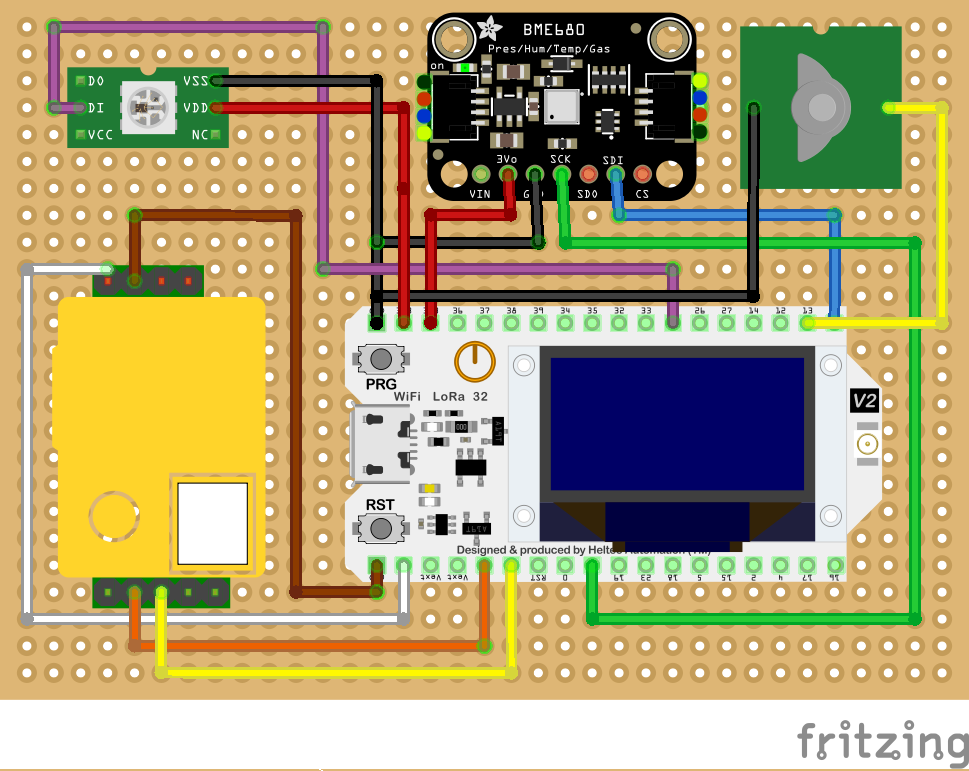 BME680
Pres/Hum/Temp/Gas
on
DO VSS
DI VDD
VCC NC
3Vo SCK SDI
VIN SDO CS
36 37 38 39 34 35 32 33 26 27 14 12 13
PRG
WiFi LoRa 32
V2
RST
Designed & produced by Heltec Automation (TM)
Vext Vext RST 0 19 23 18 5 15 2 4 17 16
fritzing